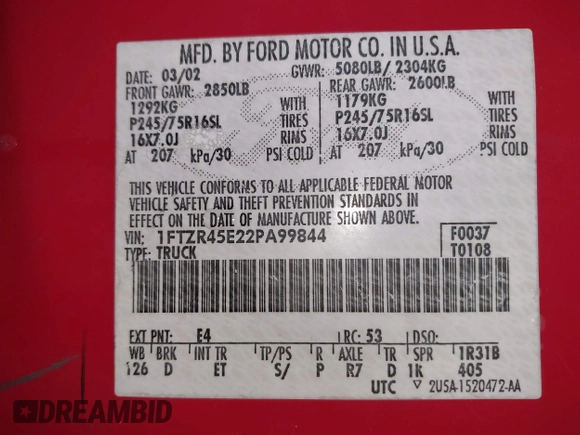 MFD. BY FORD MOTOR CO. IN U.S.A.
DATE: 03/02 GVWR: 5080LB/ 2304KG
FRONT GAWR: 2850LB REAR GAWR: 2600LB
1292KG WITH 1179KG WITH
P245/75R16SL TIRES P245/75R16SL TIRES
16X7.0J RIMS 16X7.0J RIMS
AT 207 kPa/30 PSI COLD AT 207 kPa/30 PSI COLD
THIS VEHICLE CONFORMS TO ALL APPLICABLE FEDERAL MOTOR
VEHICLE SAFETY AND THEFT PREVENTION STANDARDS IN
EFFECT ON THE DATE OF MANUFACTURE SHOWN ABOVE.
VIN: 1FTZR45E22PA99844 F0037
TYPE: TRUCK T0108
EXT PNT: E4 RC: 53 DSO:
WB BRK INT TR TP/PS R AXLE TR SPR 1R31B
126 D ET S/ P R7 D 1K 405
UTC ▽ 2USA-1520472-AA
DREAMBID